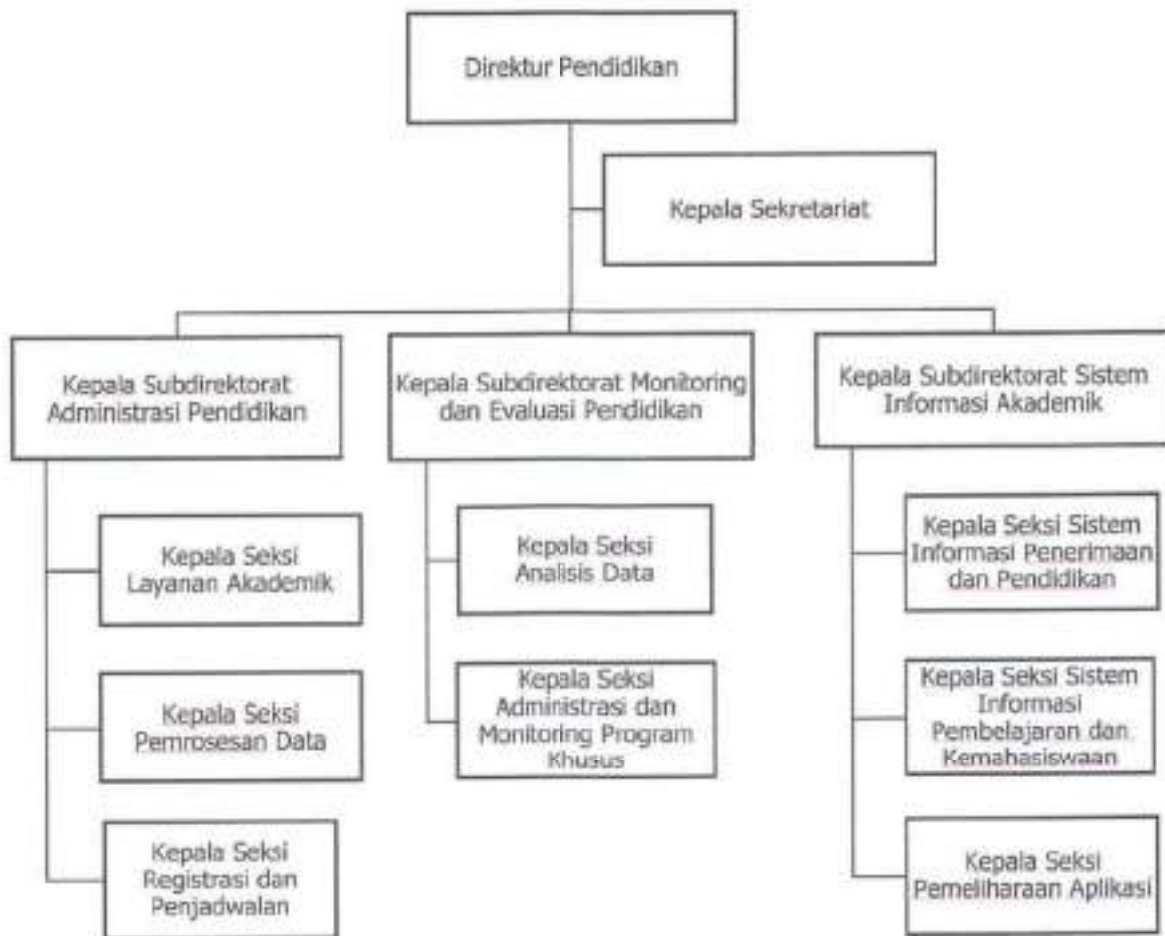 Direktur Pendidikan
Kepala Sekretariat
Kepala Subdirektorat
Administrasi Pendidikan
Kepala Subdirektorat Monitoring
dan Evaluasi Pendidikan
Kepala Subdirektorat Sistem
Informasi Akademik
Kepala Seksi
Layanan Akademik
Kepala Seksi
Analisis Data
Kepala Seksi Sistem
Informasi Penerimaan
dan Pendidikan
Kepala Seksi
Pemrosesan Data
Kepala Seksi
Administrasi dan
Monitoring Program
Khusus
Kepala Seksi Sistem
Informasi
Pembelajaran dan
Kemahasiswaan
Kepala Seksi
Registrasi dan
Penjadwalan
Kepala Seksi
Pemeliharaan Aplikasi